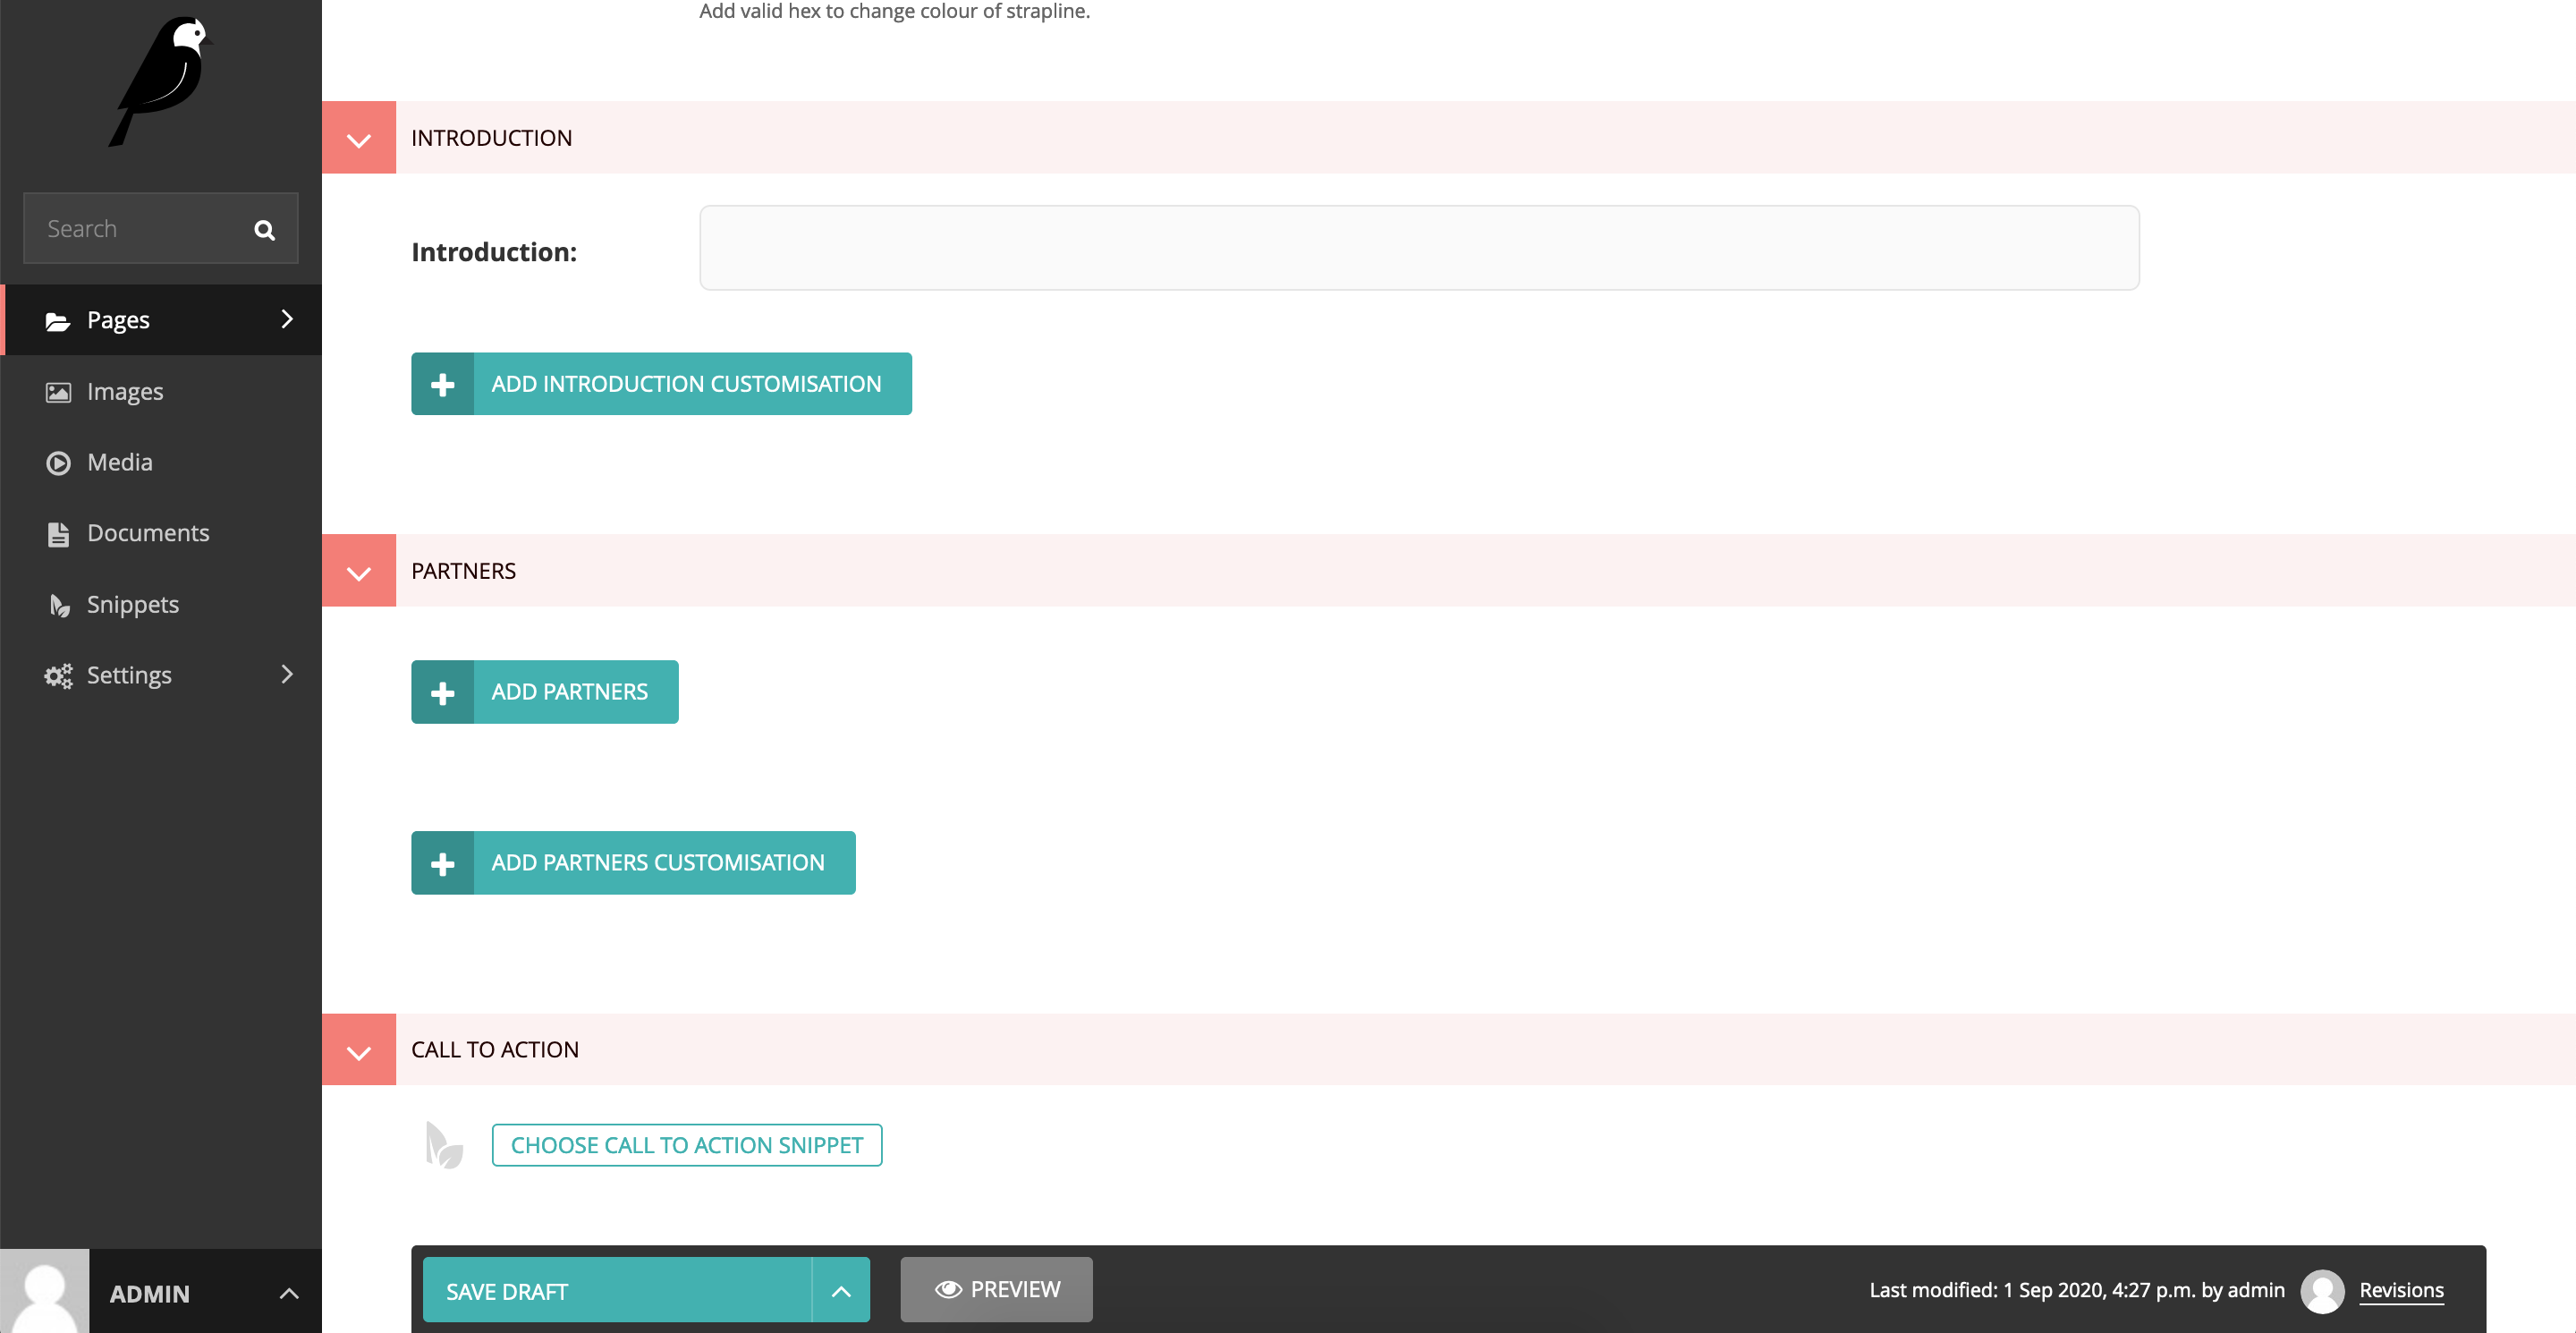 Add valid hex to change colour of strapline.
Search
Pages
Images
Media
Documents
Snippets
Settings
ADMIN
INTRODUCTION
Introduction:
ADD INTRODUCTION CUSTOMISATION
PARTNERS
ADD PARTNERS
ADD PARTNERS CUSTOMISATION
CALL TO ACTION
CHOOSE CALL TO ACTION SNIPPET
SAVE DRAFT
PREVIEW
Last modified: 1 Sep 2020, 4:27 p.m. by admin
Revisions